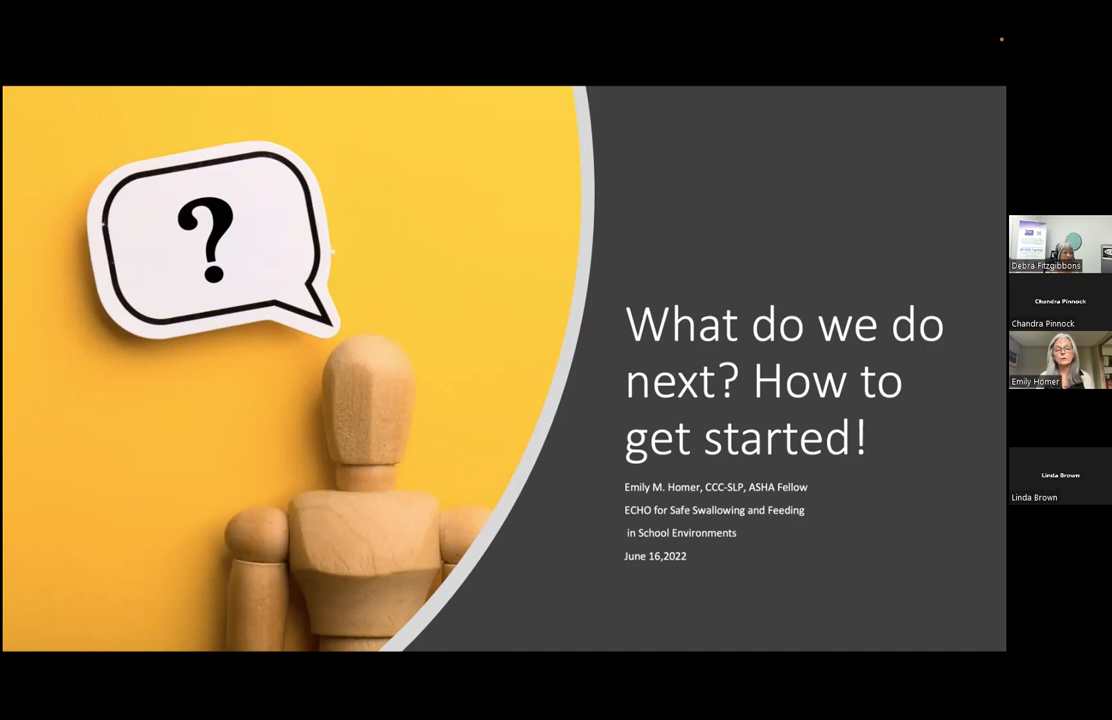 ?
What do we do
next? How to
get started!
Emily M. Homer, CCC-SLP, ASHA Fellow
ECHO for Safe Swallowing and Feeding
in School Environments
June 16,2022
Debra Fitzgibbons
Chandra Pinnock
Chandra Pinnock
Emily Homer
Linda Brown
Linda Brown